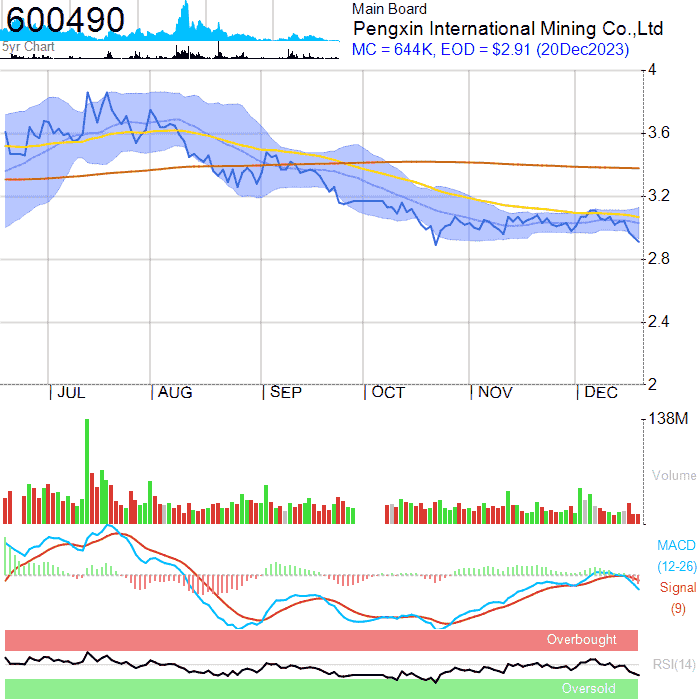 600490
5yr Chart
Main Board
Pengxin International Mining Co.,Ltd
MC = 644K, EOD = $2.91 (20Dec2023)
4
3.6
3.2
2.8
2.4
2
JUL
AUG
SEP
OCT
NOV
DEC
138M
Volume
MACD
(12-26)
Signal
(9)
Overbought
RSI(14)
Oversold